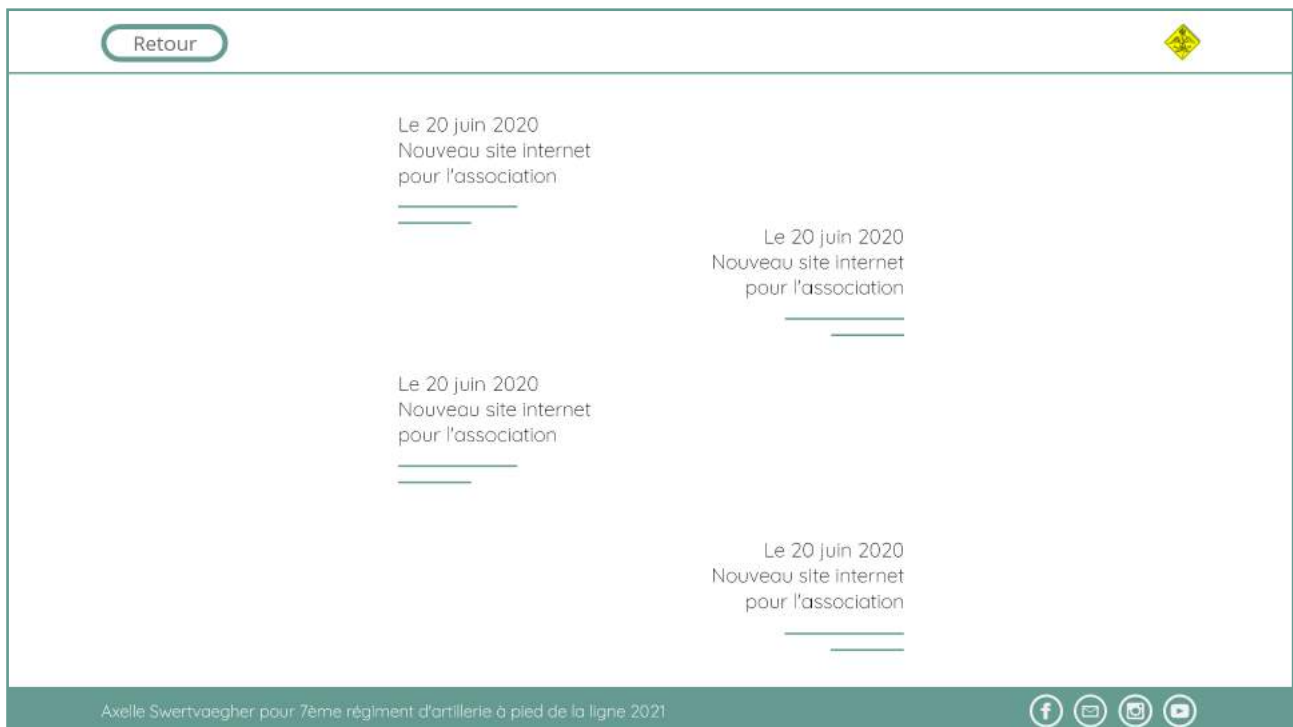 Retour
Le 20 juin 2020
Nouveau site internet
pour l'association
Le 20 juin 2020
Nouveau site internet
pour l'association
Le 20 juin 2020
Nouveau site internet
pour l'association
Le 20 juin 2020
Nouveau site internet
pour l'association
Axelle Swertvaegher pour 7ème régiment d'artillerie à pied de la ligne 2021